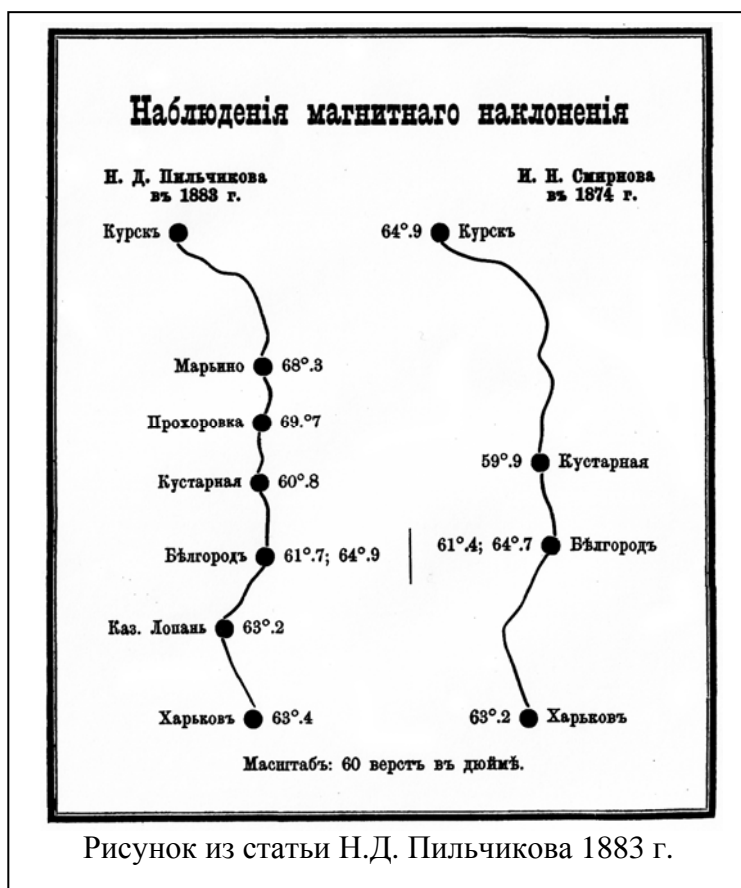 Наблюденія магнитнаго наклоненія
Н. Д. Пильчикова
въ 1883 г.
И. Н. Смирнова
въ 1874 г.
Курскъ
64°.9 Курскъ
Марьино 68°.3
Прохоровка 69.°7
Кустарная 60°.8
59°.9 Кустарная
Бѣлгородъ 61°.7; 64°.9
61°.4; 64°.7 Бѣлгородъ
Каз. Лопань 63°.2
Харьковъ 63°.4
63°.2 Харьковъ
Масштабъ: 60 верстъ въ дюймѣ.
Рисунок из статьи Н.Д. Пильчикова 1883 г.